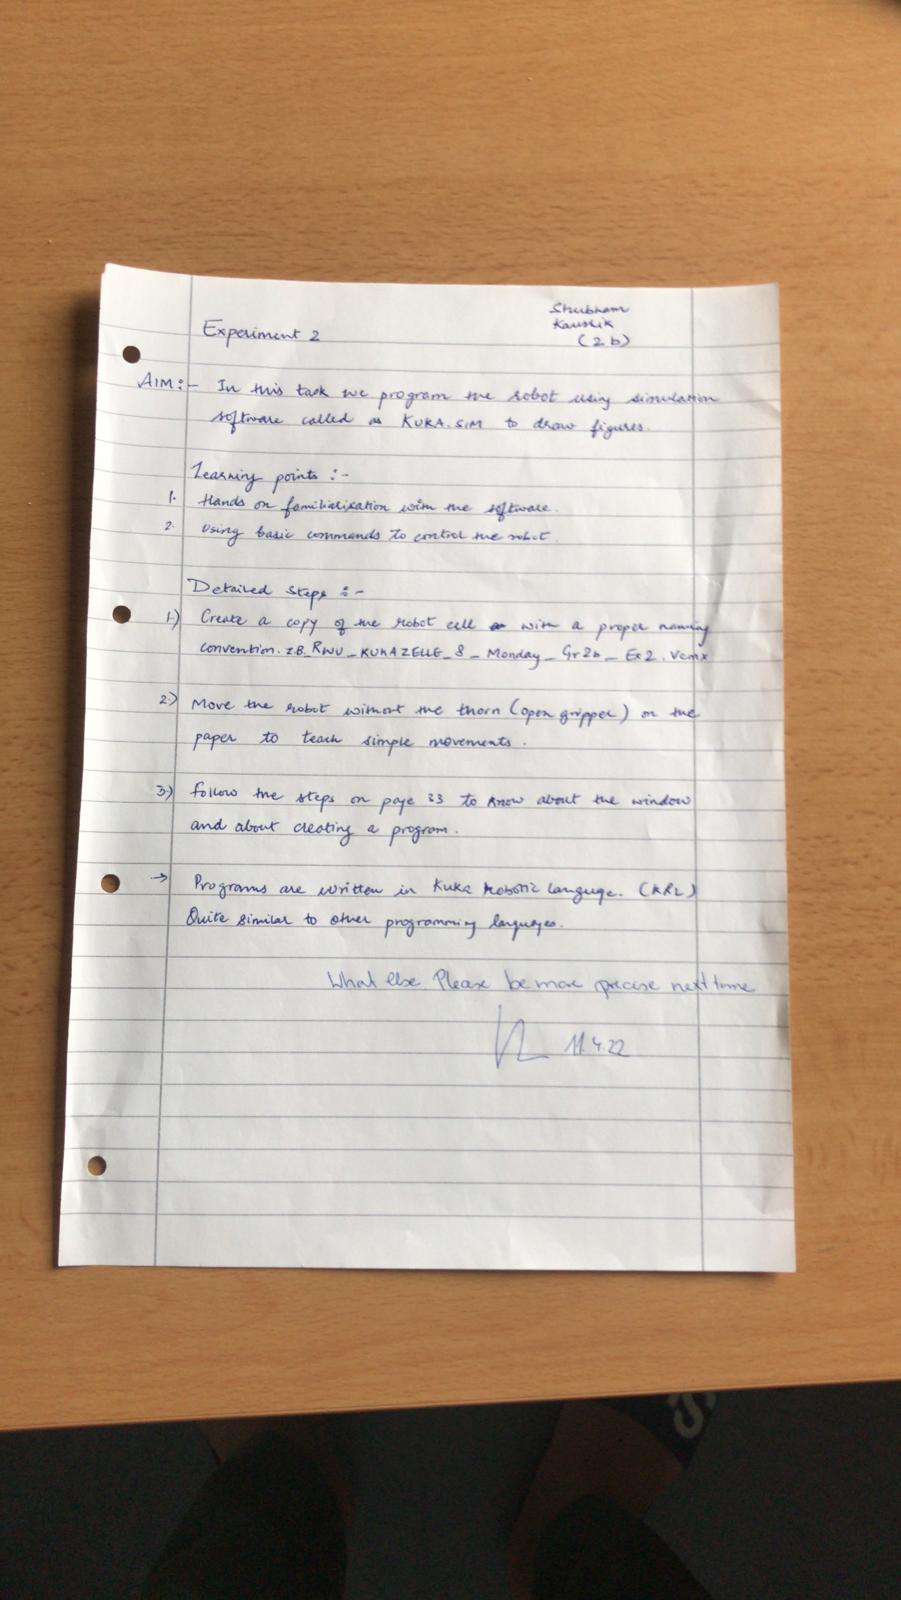 Experiment 2
Shubham
Kaushik
(2b)
AIM:- In this task we program the robot using simulation
software called as KUKA.SIM to draw figures.
Learning points :-
1. Hands on familiarisation with the software.
2. Using basic commands to control the robot.
Detailed steps :-
1.) Create a copy of the robot cell with a proper naming
convention. ZB_RWU_KUKAZELLE_8_Monday_Gr2b_Ex2.vcmx
2.) Move the robot without the thorn (open gripper) on the
paper to teach simple movements.
3.) Follow the steps on page 33 to know about the window
and about creating a program.
→ Programs are written in Kuka Robotic Languge. (KRL)
Quite similar to other programming languages.
What else Please be more precise next time
11.4.22